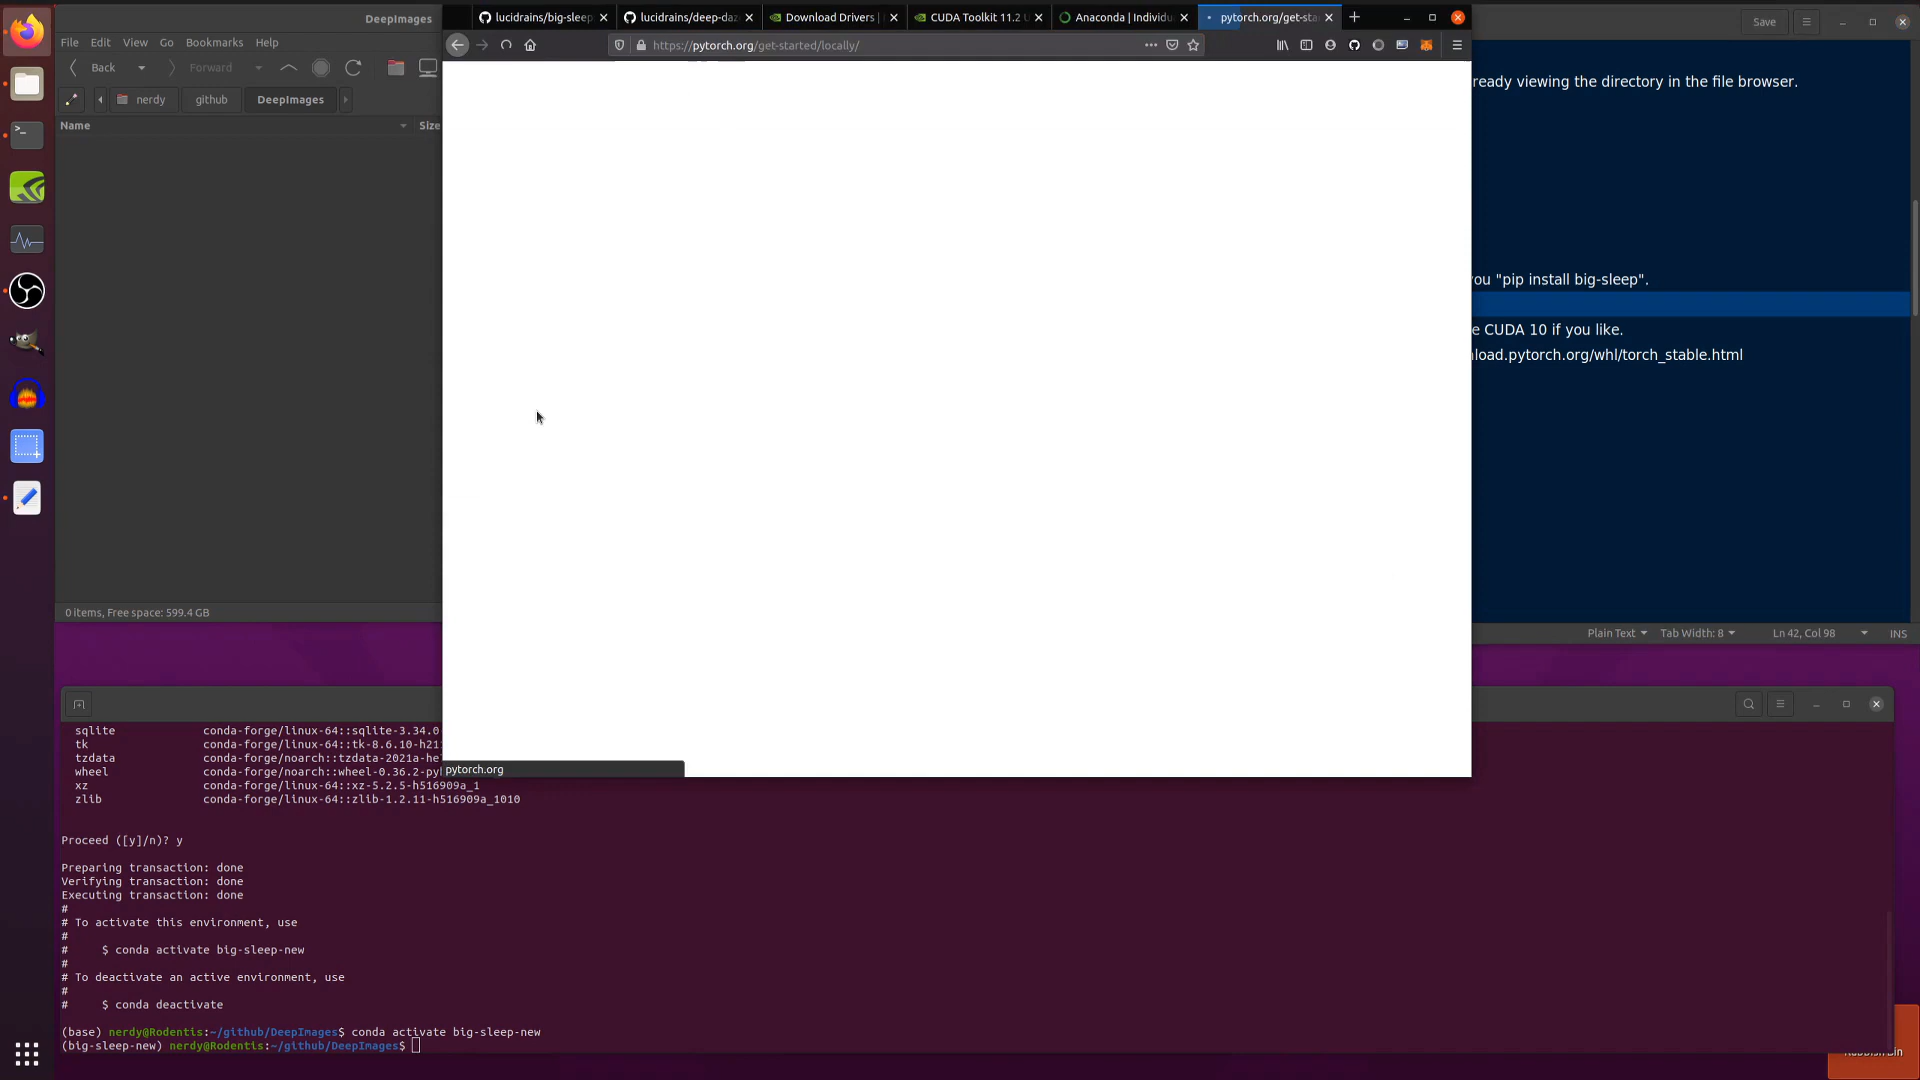 DeepImages
File Edit View Go Bookmarks Help
Back Forward
nerdy github DeepImages
Name Size
0 items, Free space: 599.4 GB
lucidrains/big-sleep lucidrains/deep-daz Download Drivers | CUDA Toolkit 11.2 U Anaconda | Individu pytorch.org/get-sta
https://pytorch.org/get-started/locally/
pytorch.org
Save
ready viewing the directory in the file browser.
you "pip install big-sleep".
e CUDA 10 if you like.
nload.pytorch.org/whl/torch_stable.html
Plain Text Tab Width: 8 Ln 42, Col 98 INS
sqlite conda-forge/linux-64::sqlite-3.34.0
tk conda-forge/linux-64::tk-8.6.10-h21
tzdata conda-forge/noarch::tzdata-2021a-he
wheel conda-forge/noarch::wheel-0.36.2-py
xz conda-forge/linux-64::xz-5.2.5-h516909a_1
zlib conda-forge/linux-64::zlib-1.2.11-h516909a_1010
Proceed ([y]/n)? y
Preparing transaction: done
Verifying transaction: done
Executing transaction: done
#
# To activate this environment, use
#
# $ conda activate big-sleep-new
#
# To deactivate an active environment, use
#
# $ conda deactivate
(base) nerdy@Rodentis:~/github/DeepImages$ conda activate big-sleep-new
(big-sleep-new) nerdy@Rodentis:~/github/DeepImages$
Rubbish Bin